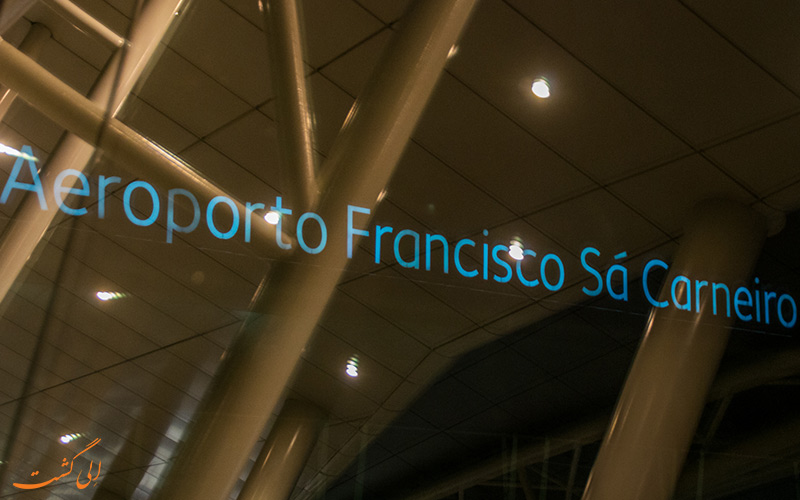 Aeroporto Francisco Sá Carneiro
الی گشت